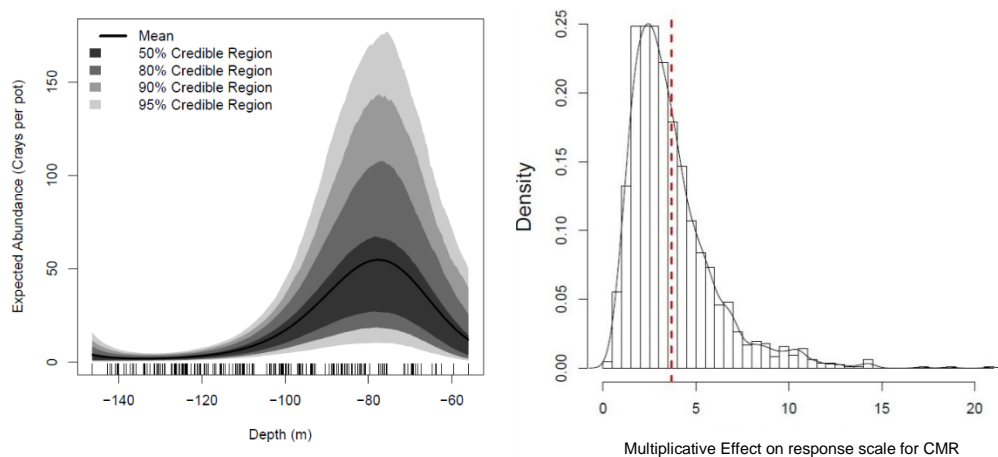 Mean
50% Credible Region
80% Credible Region
90% Credible Region
95% Credible Region
Expected Abundance (Crays per pot)
150
100
50
0
−140 −120 −100 −80 −60
Depth (m)
Density
0.25
0.20
0.15
0.10
0.05
0.00
0 5 10 15 20
Multiplicative Effect on response scale for CMR